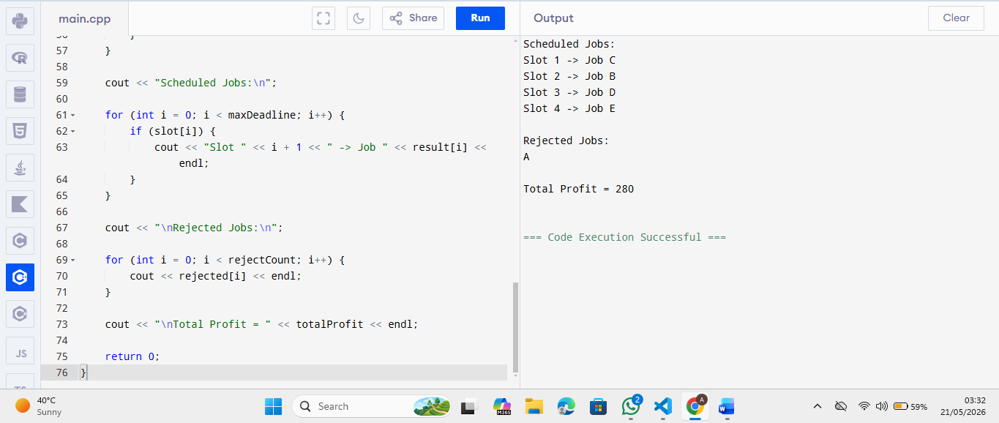 main.cpp
Share
Run
Output
Clear
57 }
58
59 cout << "Scheduled Jobs:\n";
60
61 for (int i = 0; i < maxDeadline; i++) {
62 if (slot[i]) {
63 cout << "Slot " << i + 1 << " -> Job " << result[i] <<
endl;
64 }
65 }
66
67 cout << "\nRejected Jobs:\n";
68
69 for (int i = 0; i < rejectCount; i++) {
70 cout << rejected[i] << endl;
71 }
72
73 cout << "\nTotal Profit = " << totalProfit << endl;
74
75 return 0;
76 }
Scheduled Jobs:
Slot 1 -> Job C
Slot 2 -> Job B
Slot 3 -> Job D
Slot 4 -> Job E
Rejected Jobs:
A
Total Profit = 280
=== Code Execution Successful ===
JS
40°C
Sunny
Search
M365
2
A
59%
03:32
21/05/2026